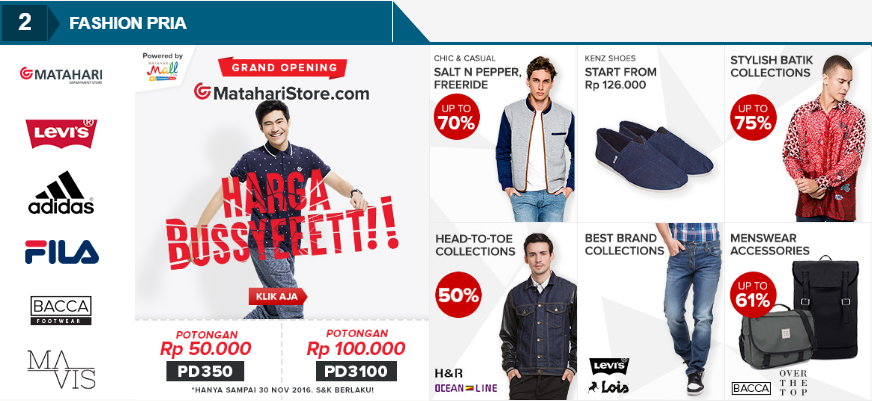 2
FASHION PRIA
MATAHARI
DEPARTMENT STORE
LEVI'S®
adidas
FILA
BACCA
FOOTWEAR
MAVIS
Powered by
MATAHARI
Mall
GRAND OPENING
MatahariStore.com
HARGA
BUSSYEEEETT!!
KLIK AJA
POTONGAN
Rp 50.000
PD350
POTONGAN
Rp 100.000
PD3100
*HANYA SAMPAI 30 NOV 2016. S&K BERLAKU!
CHIC & CASUAL
SALT N PEPPER,
FREERIDE
UP TO
70%
KENZ SHOES
START FROM
Rp 126.000
STYLISH BATIK
COLLECTIONS
UP TO
75%
HEAD-TO-TOE
COLLECTIONS
50%
H&R
OCEAN LINE
BEST BRAND
COLLECTIONS
LEVI'S
Lois
MENSWEAR
ACCESSORIES
UP TO
61%
BACCA
OVER
THE
TOP